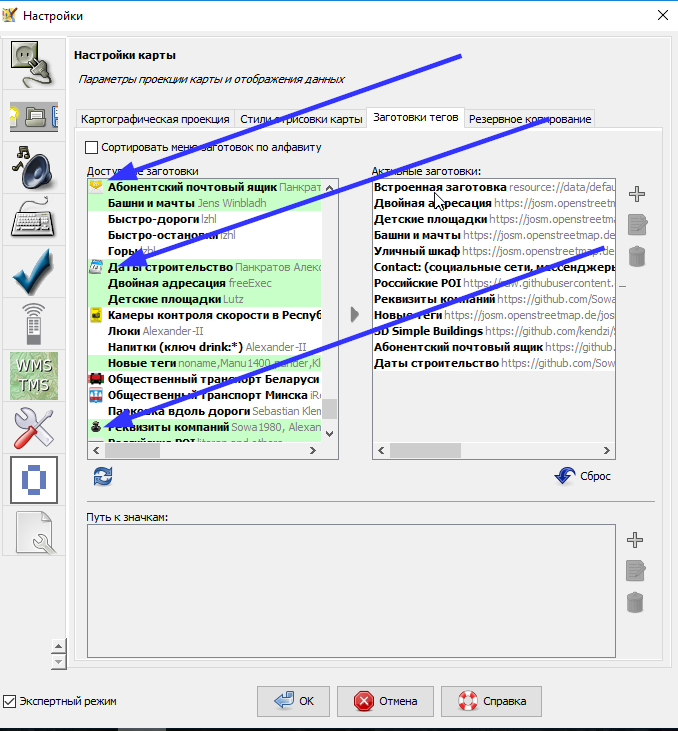 Настройки
Настройки карты
Параметры проекции карты и отображения данных
Картографическая проекция
Стили отрисовки карты
Заготовки тегов
Резервное копирование
Сортировать меню заготовок по алфавиту
Доступные заготовки
Абонентский почтовый ящик Панкрат
Башни и мачты Jens Winbladh
Быстро-дороги lzhl
Быстро-остановки lzhl
Горы lzhl
Даты строительство Панкратов Алекс
Двойная адресация freeExec
Детские площадки Lutz
Камеры контроля скорости в Респуб
Люки Alexander-II
Напитки (ключ drink:*) Alexander-II
Новые теги noname,Manu1400,nander,Kl
Общественный транспорт Беларуси
Общественный транспорт Минска iRe
Парковка вдоль дороги Sebastian Klem
Реквизиты компаний Sowa1980, Alexan
Российские POI literan and others
Активные заготовки:
Встроенная заготовка resource://data/defau
Двойная адресация https://josm.openstreetm
Детские площадки https://josm.openstreetma
Башни и мачты https://josm.openstreetmap.de
Уличный шкаф https://josm.openstreetmap.de/
Contact: (социальные сети, мессенджеры
Российские POI https://raw.githubusercontent.
Реквизиты компаний https://github.com/Sowa
Новые теги https://josm.openstreetmap.de/jos
3D Simple Buildings https://github.com/kendzi/s
Абонентский почтовый ящик https://github.
Даты строительство https://github.com/Sowa
Сброс
Путь к значкам:
WMS
TMS
Экспертный режим
OK
Отмена
Справка